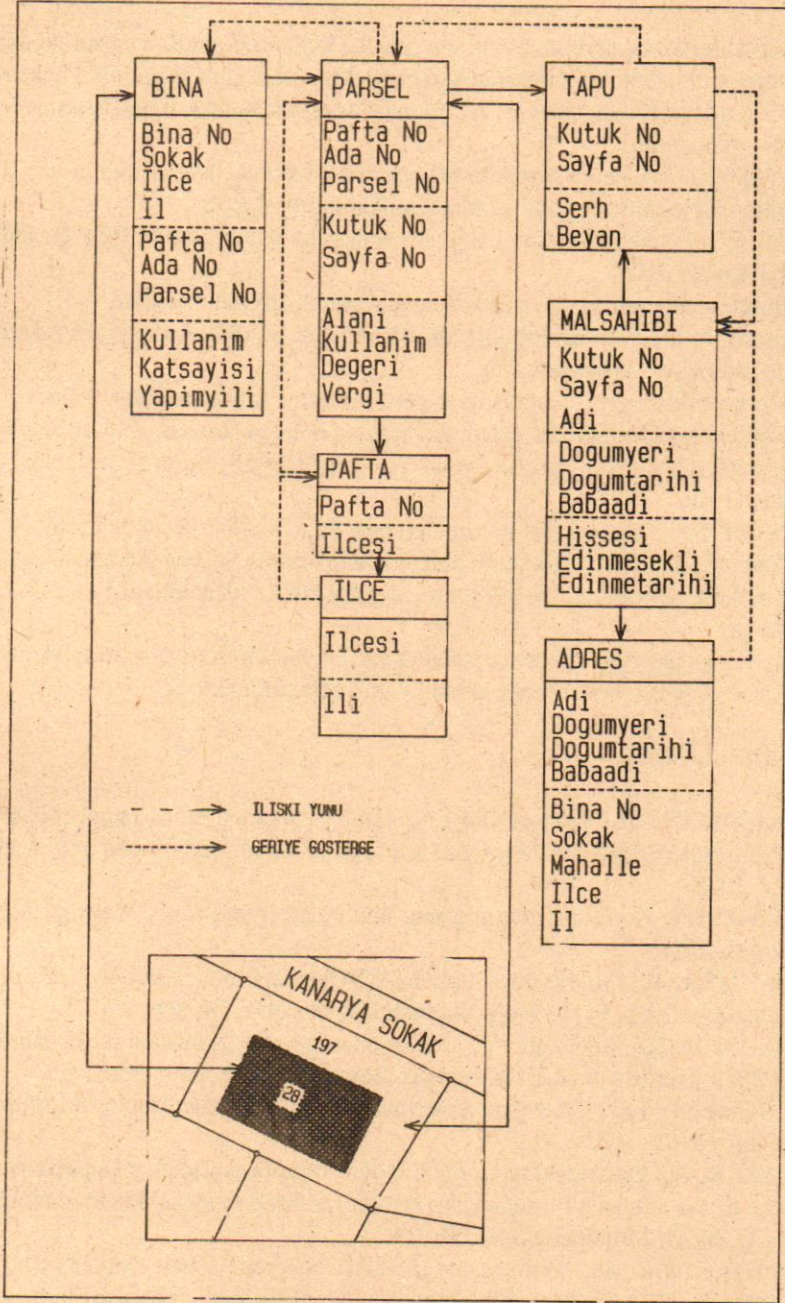 BINA
Bina No
Sokak
Ilce
Il
Pafta No
Ada No
Parsel No
Kullanim
Katsayisi
Yapimyili
PARSEL
Pafta No
Ada No
Parsel No
Kutuk No
Sayfa No
Alani
Kullanim
Degeri
Vergi
PAFTA
Pafta No
Ilcesi
ILCE
Ilcesi
Ili
TAPU
Kutuk No
Sayfa No
Serh
Beyan
MALSAHIBI
Kutuk No
Sayfa No
Adi
Dogumyeri
Dogumtarihi
Babaadi
Hissesi
Edinmesekli
Edinmetarihi
ADRES
Adi
Dogumyeri
Dogumtarihi
Babaadi
Bina No
Sokak
Mahalle
Ilce
Il
ILISKI YUNU
GERIYE GOSTERGE
KANARYA SOKAK
197
28